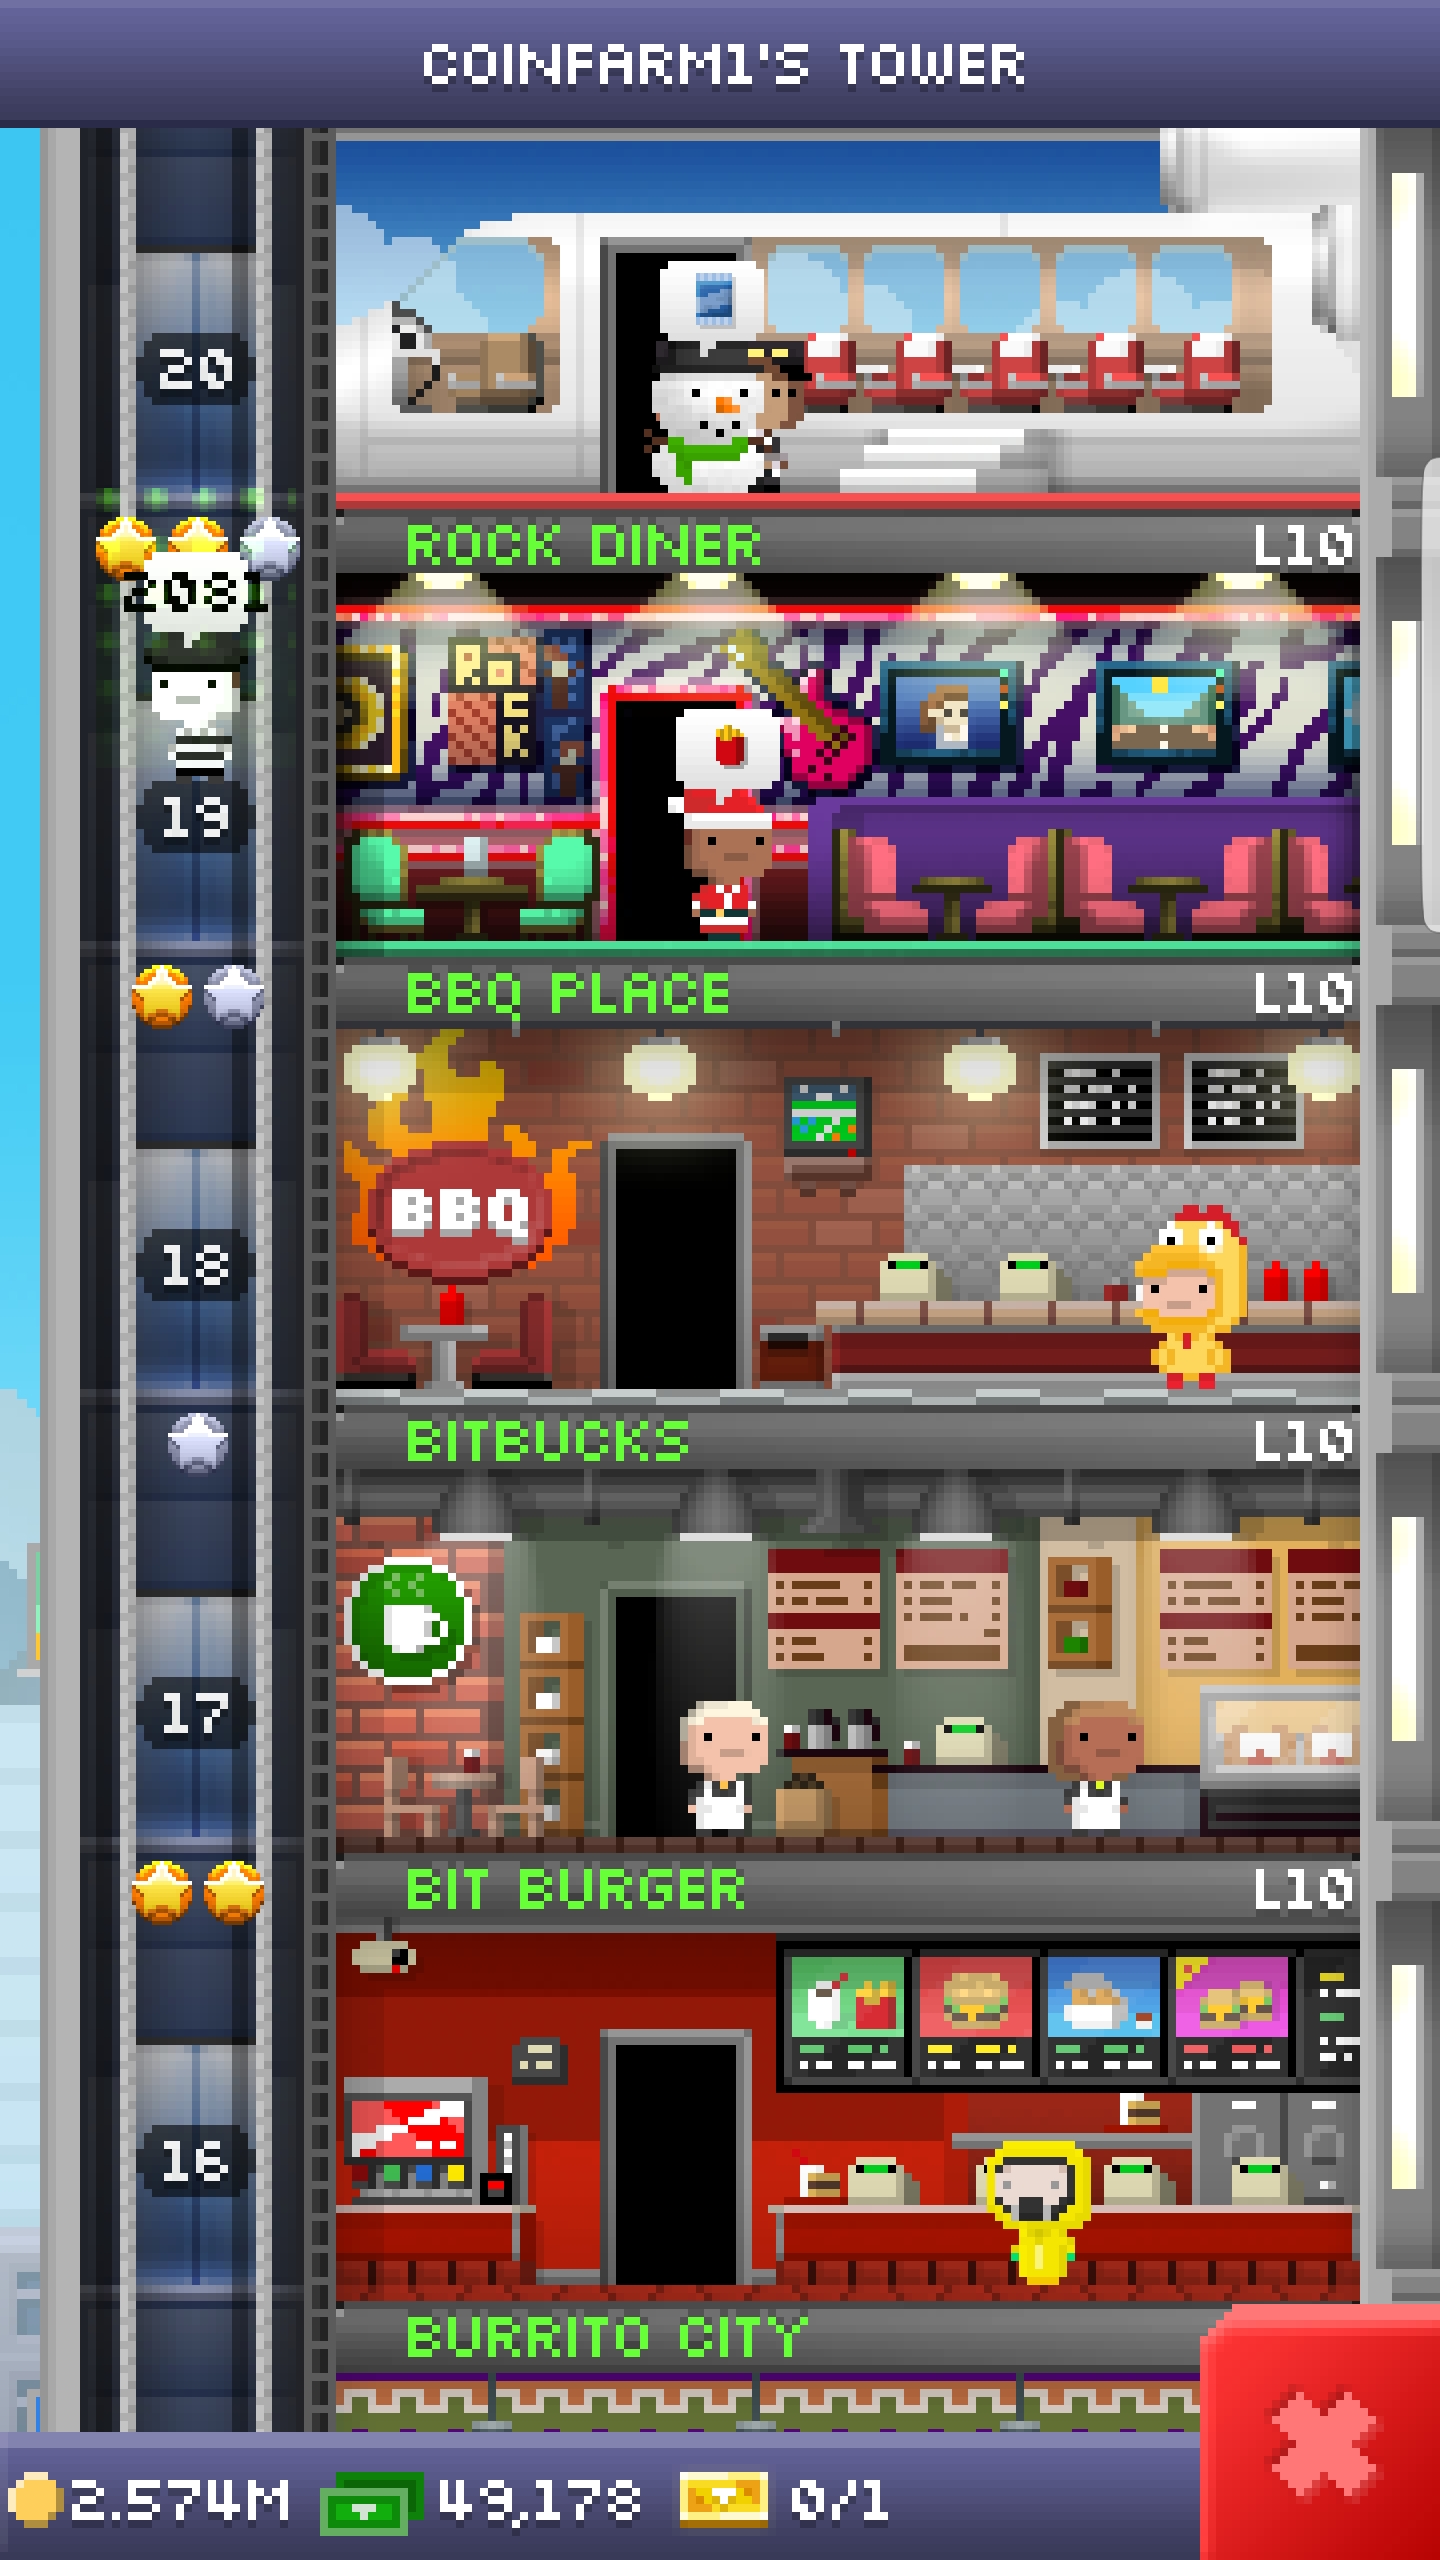 COINFARM1'S TOWER
20
ROCK DINER L10
2081
ROCK
19
BBQ PLACE L10
BBQ
18
BITBUCKS L10
17
BIT BURGER L10
16
BURRITO CITY
2.574M 49,178 0/1